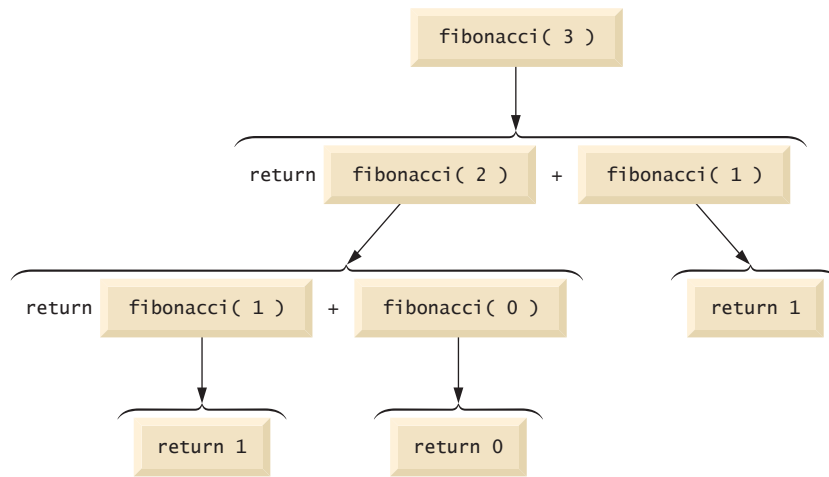 fibonacci( 3 )
return fibonacci( 2 ) + fibonacci( 1 )
return fibonacci( 1 ) + fibonacci( 0 ) return 1
return 1 return 0